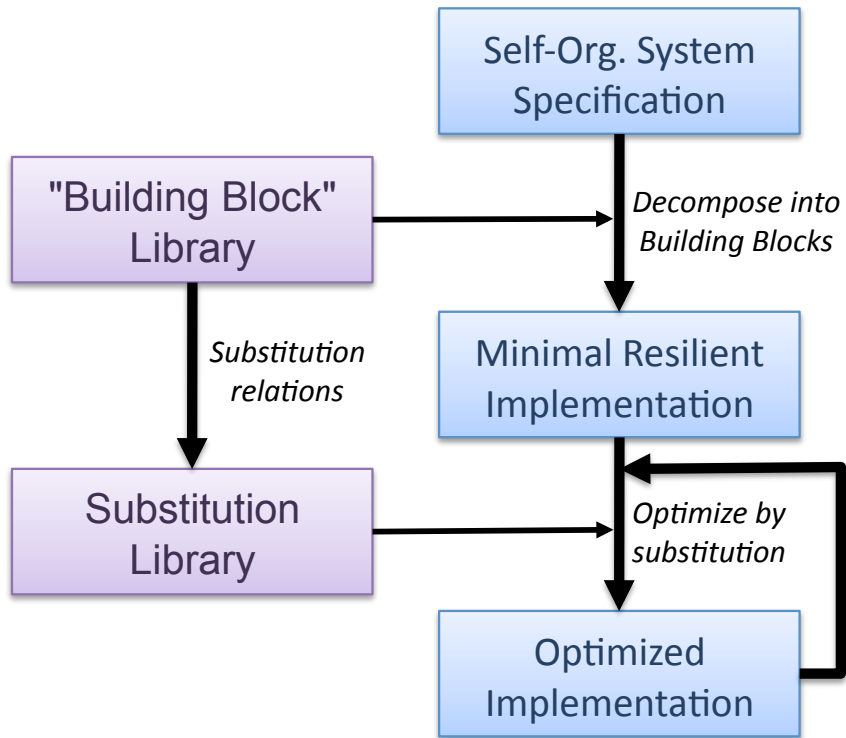 Self-Org. System
Specification
"Building Block"
Library
Decompose into
Building Blocks
Substitution
relations
Minimal Resilient
Implementation
Substitution
Library
Optimize by
substitution
Optimized
Implementation